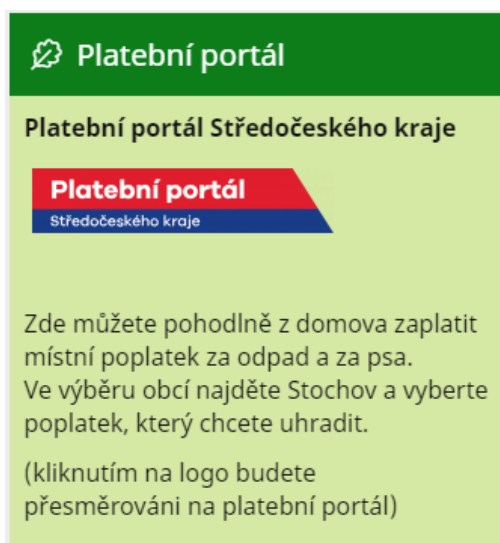 Platební portál
Platební portál Středočeského kraje
Platební portál
Středočeského kraje
Zde můžete pohodlně z domova zaplatit
místní poplatek za odpad a za psa.
Ve výběru obcí najděte Stochov a vyberte
poplatek, který chcete uhradit.
(kliknutím na logo budete
přesměrováni na platební portál)